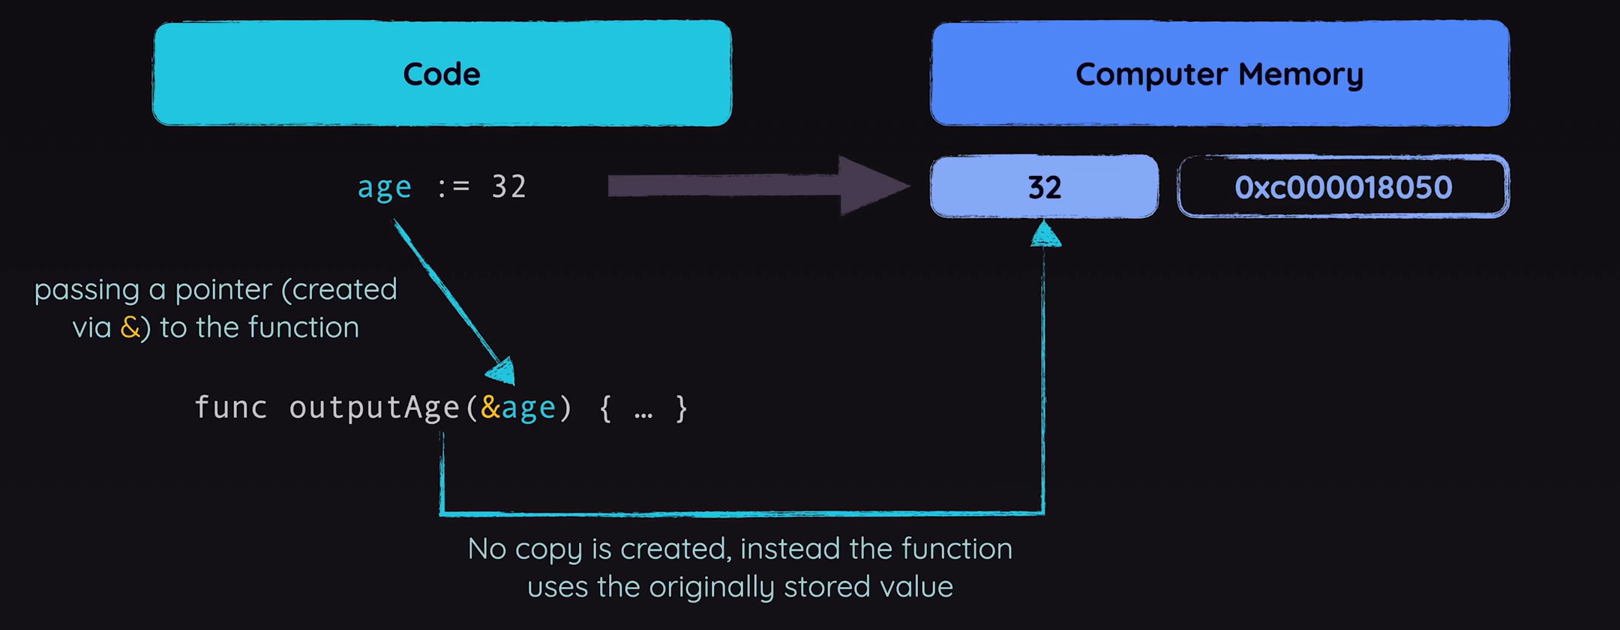 Code
Computer Memory
age := 32
32
0xc000018050
passing a pointer (created
via &) to the function
func outputAge(&age) { … }
No copy is created, instead the function
uses the originally stored value